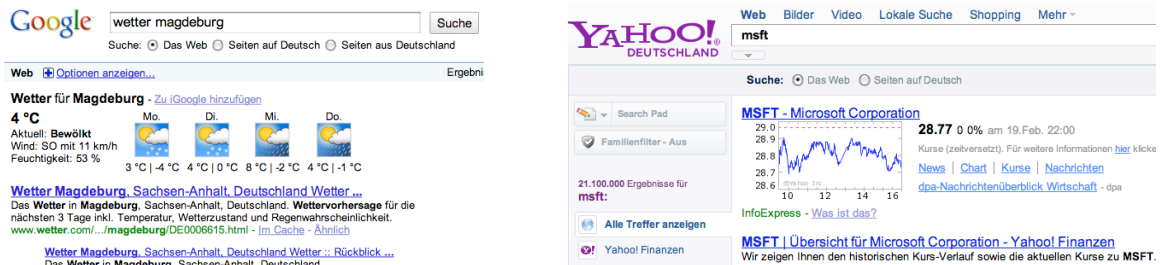 Google
wetter magdeburg
Suche
Suche: Das Web Seiten auf Deutsch Seiten aus Deutschland
Web Optionen anzeigen... Ergebni
Wetter für Magdeburg - Zu iGoogle hinzufügen
4 °C
Aktuell: Bewölkt
Wind: SO mit 11 km/h
Feuchtigkeit: 53 %
Mo. Di. Mi. Do.
3 °C | -4 °C 4 °C | 0 °C 8 °C | -2 °C 4 °C | -1 °C
Wetter Magdeburg, Sachsen-Anhalt, Deutschland Wetter ...
Das Wetter in Magdeburg, Sachsen-Anhalt, Deutschland. Wettervorhersage für die
nächsten 3 Tage inkl. Temperatur, Wetterzustand und Regenwahrscheinlichkeit.
www.wetter.com/.../magdeburg/DE0006615.html - Im Cache - Ähnlich
Wetter Magdeburg, Sachsen-Anhalt, Deutschland Wetter :: Rückblick ...
Das Wetter in Magdeburg, Sachsen-Anhalt, Deutschland
YAHOO!
DEUTSCHLAND
Web Bilder Video Lokale Suche Shopping Mehr
msft
Suche: Das Web Seiten auf Deutsch
Search Pad
Familienfilter - Aus
21.100.000 Ergebnisse für
msft:
Alle Treffer anzeigen
Yahoo! Finanzen
MSFT - Microsoft Corporation
29.0
28.9
28.8
28.7
28.6
10 12 14 16
28.77 0 0% am 19.Feb. 22:00
Kurse (zeitversetzt). Für weitere Informationen hier klicke
News | Chart | Kurse | Nachrichten
dpa-Nachrichtenüberblick Wirtschaft - dpa
InfoExpress - Was ist das?
MSFT | Übersicht für Microsoft Corporation - Yahoo! Finanzen
Wir zeigen Ihnen den historischen Kurs-Verlauf sowie die aktuellen Kurse zu MSFT.